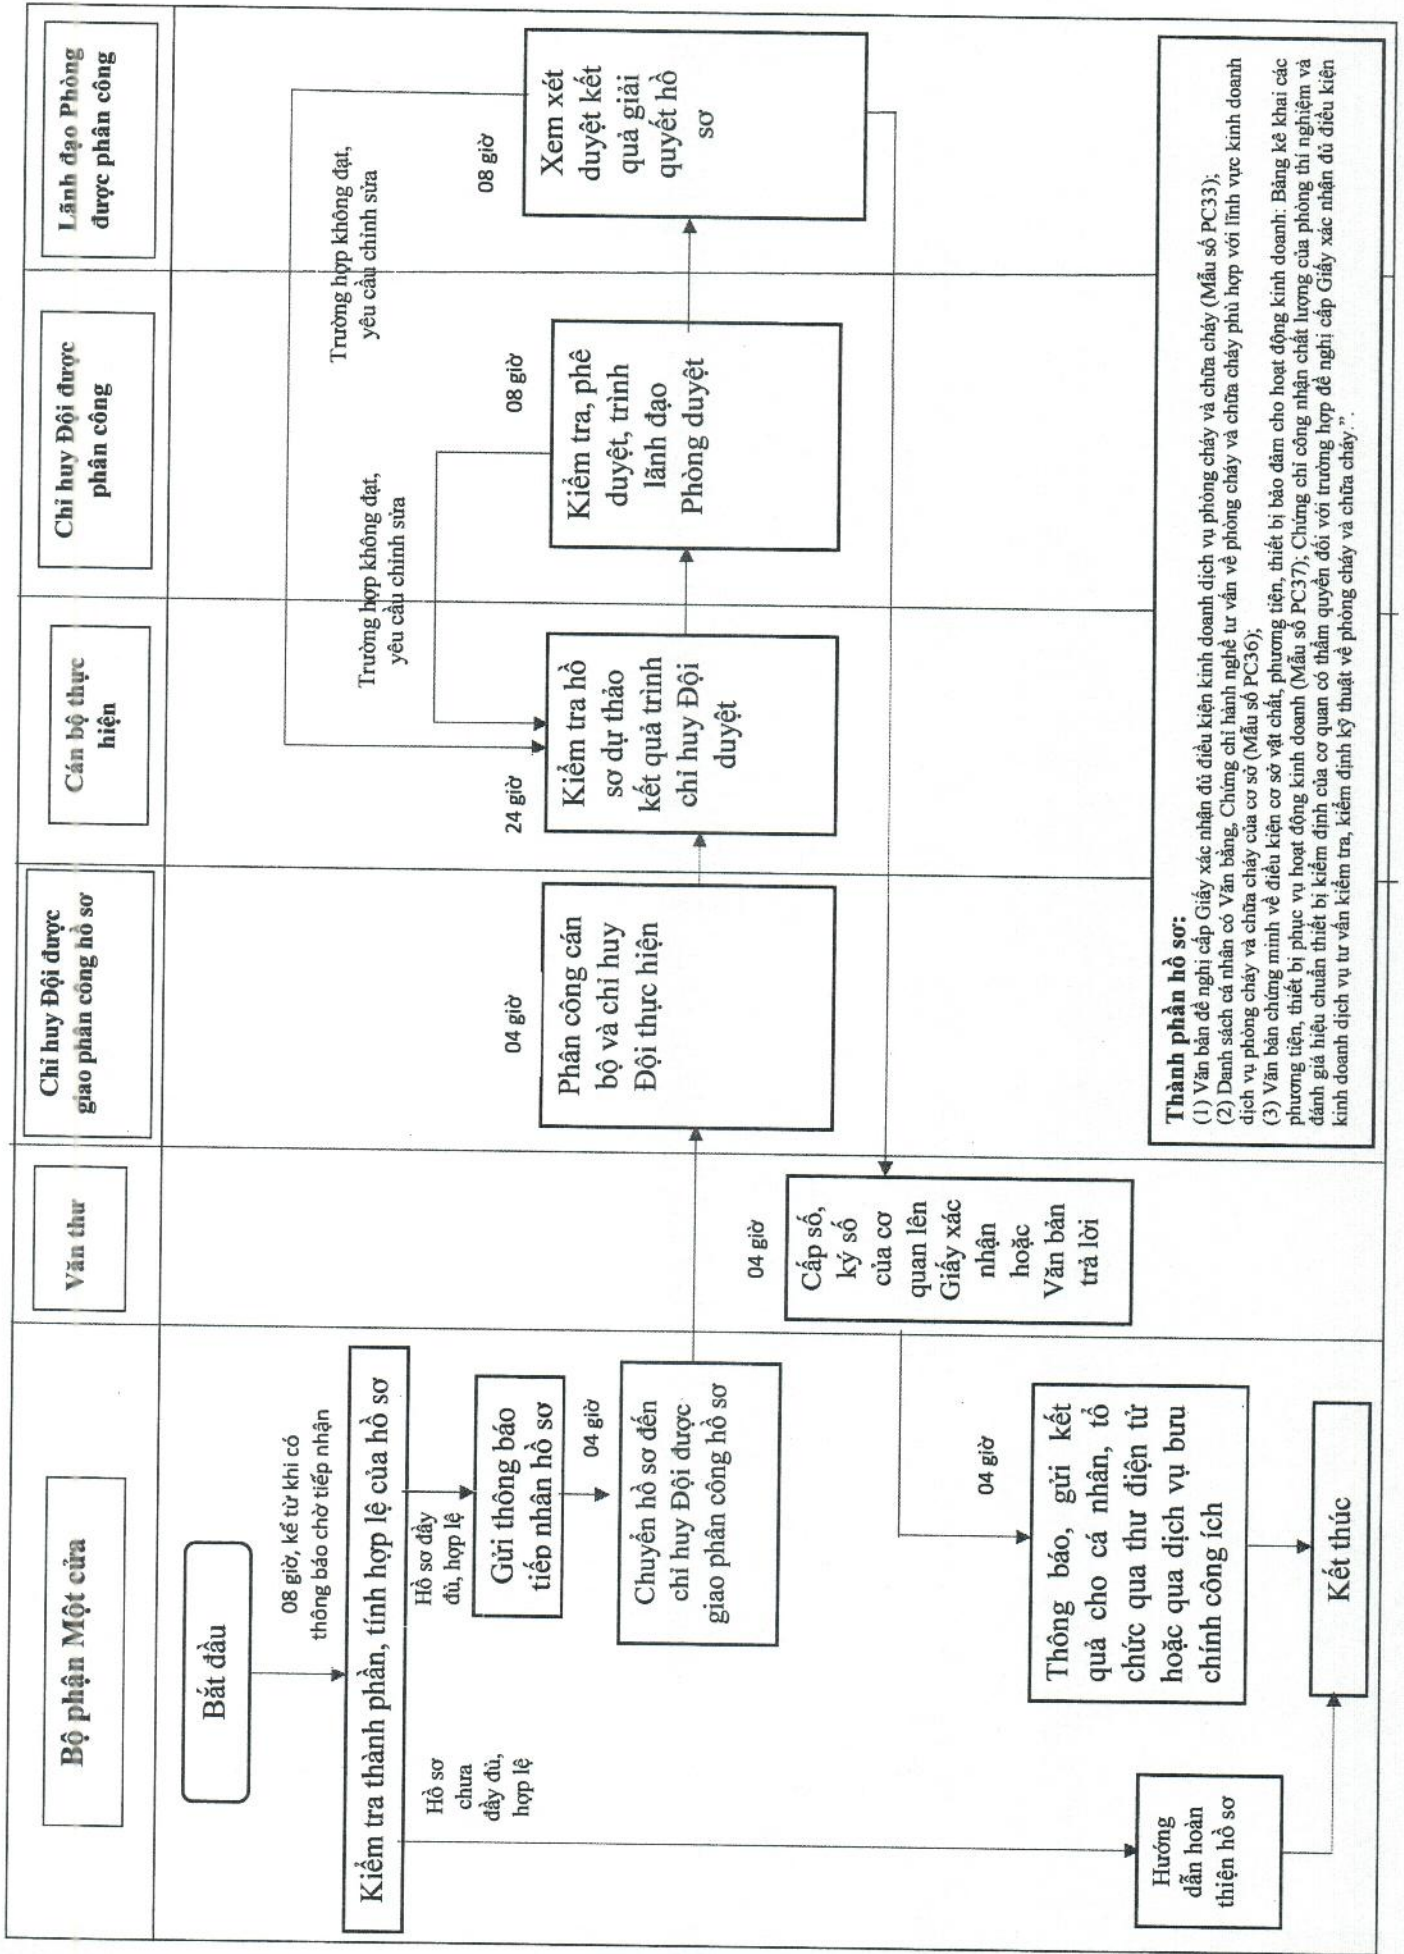 Bộ phận Một cửa
Văn thư
Chỉ huy Đội được
giao phân công hồ sơ
Cán bộ thực
hiện
Chỉ huy Đội được
phân công
Lãnh đạo Phòng
được phân công
Bắt đầu
08 giờ, kể từ khi có
thông báo chờ tiếp nhận
Kiểm tra thành phần, tính hợp lệ của hồ sơ
Hồ sơ
chưa
đầy đủ,
hợp lệ
Hồ sơ đầy
đủ, hợp lệ
Gửi thông báo
tiếp nhân hồ sơ
04 giờ
Chuyển hồ sơ đến
chỉ huy Đội được
giao phân công hồ sơ
04 giờ
Phân công cán
bộ và chỉ huy
Đội thực hiện
24 giờ
Kiểm tra hồ
sơ dự thảo
kết quả trình
chỉ huy Đội
duyệt
Trường hợp không đạt,
yêu cầu chỉnh sửa
08 giờ
Kiểm tra, phê
duyệt, trình
lãnh đạo
Phòng duyệt
Trường hợp không đạt,
yêu cầu chỉnh sửa
08 giờ
Xem xét
duyệt kết
quả giải
quyết hồ
sơ
04 giờ
Cấp số,
ký số
của cơ
quan lên
Giấy xác
nhận
hoặc
Văn bản
trả lời
04 giờ
Thông báo, gửi kết
quả cho cá nhân, tổ
chức qua thư điện tử
hoặc qua dịch vụ bưu
chính công ích
Hướng
dẫn hoàn
thiện hồ sơ
Kết thúc
Thành phần hồ sơ:
(1) Văn bản đề nghị cấp Giấy xác nhận đủ điều kiện kinh doanh dịch vụ phòng cháy và chữa cháy (Mẫu số PC33);
(2) Danh sách cá nhân có Văn bằng, Chứng chỉ hành nghề tư vấn về phòng cháy và chữa cháy phù hợp với lĩnh vực kinh doanh
dịch vụ phòng cháy và chữa cháy của cơ sở (Mẫu số PC36);
(3) Văn bản chứng minh về điều kiện cơ sở vật chất, phương tiện, thiết bị bảo đảm cho hoạt động kinh doanh: Bảng kê khai các
phương tiện, thiết bị phục vụ hoạt động kinh doanh (Mẫu số PC37); Chứng chỉ công nhận chất lượng của phòng thí nghiệm và
đánh giá hiệu chuẩn thiết bị kiểm định của cơ quan có thẩm quyền đối với trường hợp đề nghị cấp Giấy xác nhận đủ điều kiện
kinh doanh dịch vụ tư vấn kiểm tra, kiểm định kỹ thuật về phòng cháy và chữa cháy.”.